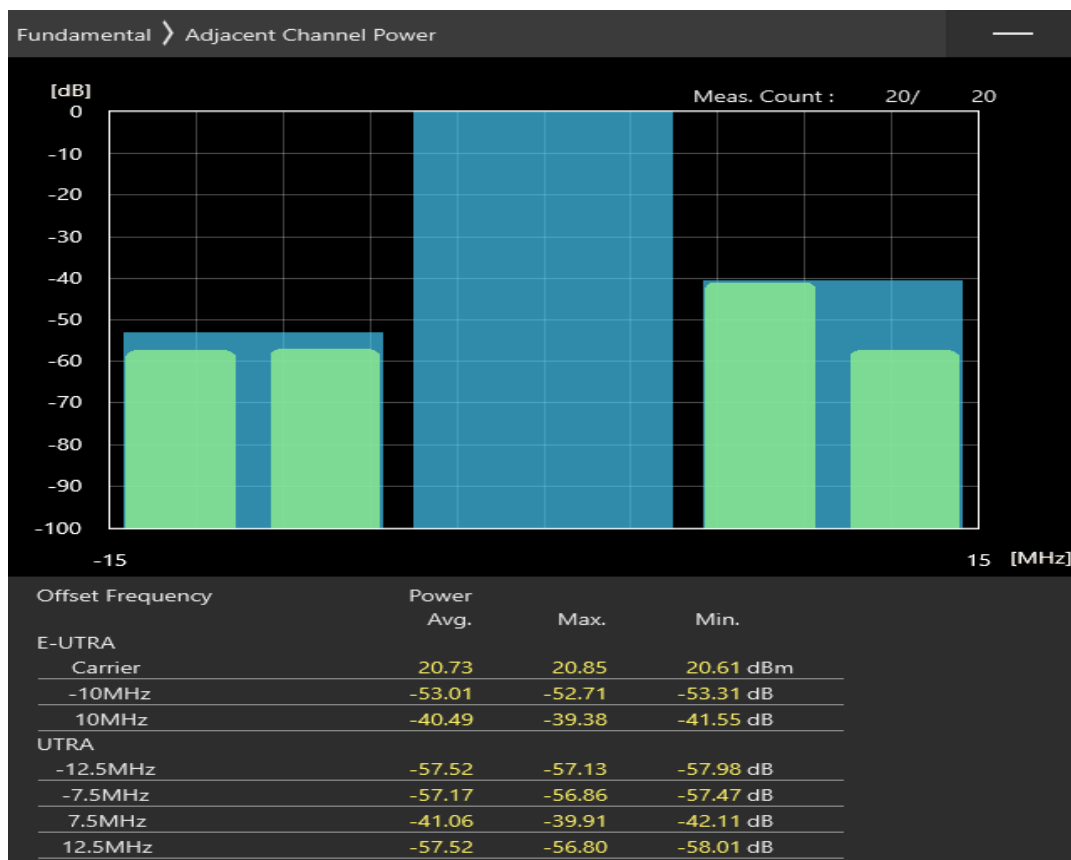 Fundamental ❯ Adjacent Channel Power
[dB]
Meas. Count : 20/ 20
0
-10
-20
-30
-40
-50
-60
-70
-80
-90
-100
-15 15 [MHz]
Offset Frequency Power
Avg. Max. Min.
E-UTRA
Carrier 20.73 20.85 20.61 dBm
-10MHz -53.01 -52.71 -53.31 dB
10MHz -40.49 -39.38 -41.55 dB
UTRA
-12.5MHz -57.52 -57.13 -57.98 dB
-7.5MHz -57.17 -56.86 -57.47 dB
7.5MHz -41.06 -39.91 -42.11 dB
12.5MHz -57.52 -56.80 -58.01 dB